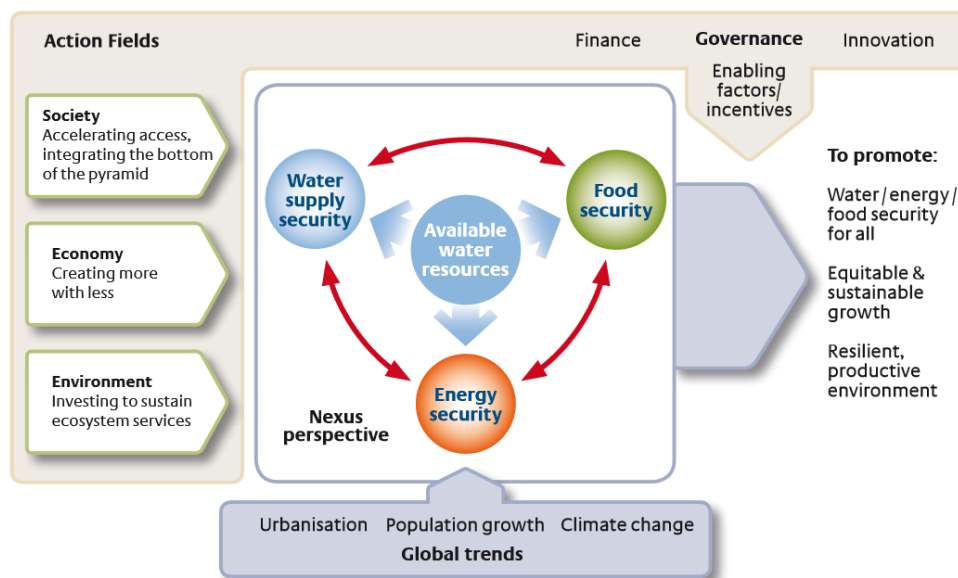 Action Fields
Finance
Governance
Innovation
Enabling
factors/
incentives
Society
Accelerating access,
integrating the bottom
of the pyramid
Economy
Creating more
with less
Environment
Investing to sustain
ecosystem services
Water
supply
security
Food
security
Available
water
resources
Energy
security
Nexus
perspective
To promote:
Water / energy /
food security
for all
Equitable &
sustainable
growth
Resilient,
productive
environment
Urbanisation
Population growth
Climate change
Global trends